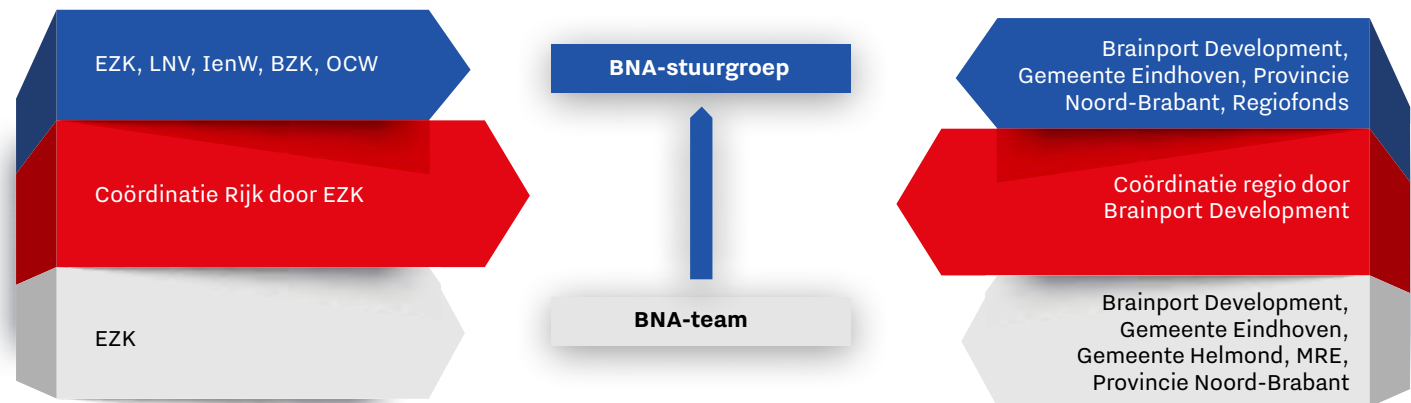 EZK, LNV, IenW, BZK, OCW
BNA-stuurgroep
Brainport Development,
Gemeente Eindhoven, Provincie
Noord-Brabant, Regiofonds
Coördinatie Rijk door EZK
Coördinatie regio door
Brainport Development
EZK
BNA-team
Brainport Development,
Gemeente Eindhoven,
Gemeente Helmond, MRE,
Provincie Noord-Brabant